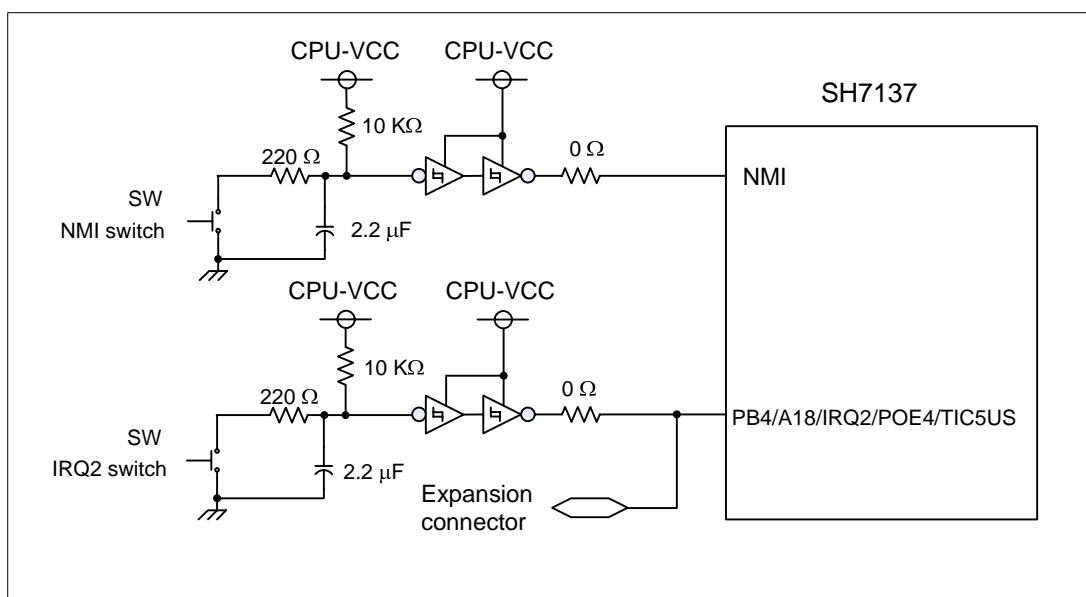 CPU-VCC
CPU-VCC
SH7137
10 KΩ
0 Ω
220 Ω
NMI
SW
NMI switch
2.2 μF
CPU-VCC
CPU-VCC
10 KΩ
0 Ω
220 Ω
PB4/A18/IRQ2/POE4/TIC5US
SW
IRQ2 switch
2.2 μF
Expansion
connector